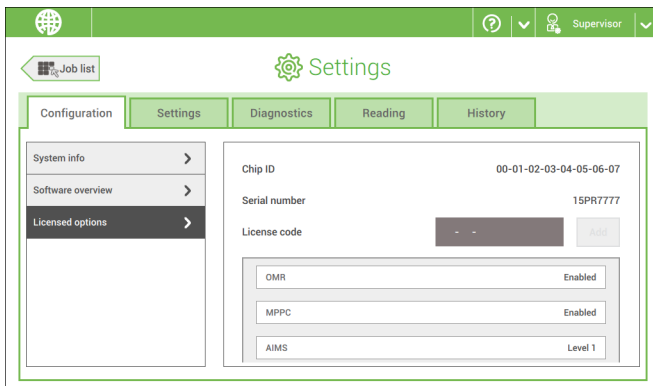 ? Supervisor
Job list
Settings
Configuration Settings Diagnostics Reading History
System info
Software overview
Licensed options
Chip ID 00-01-02-03-04-05-06-07
Serial number 15PR7777
License code - - Add
OMR Enabled
MPPC Enabled
AIMS Level 1